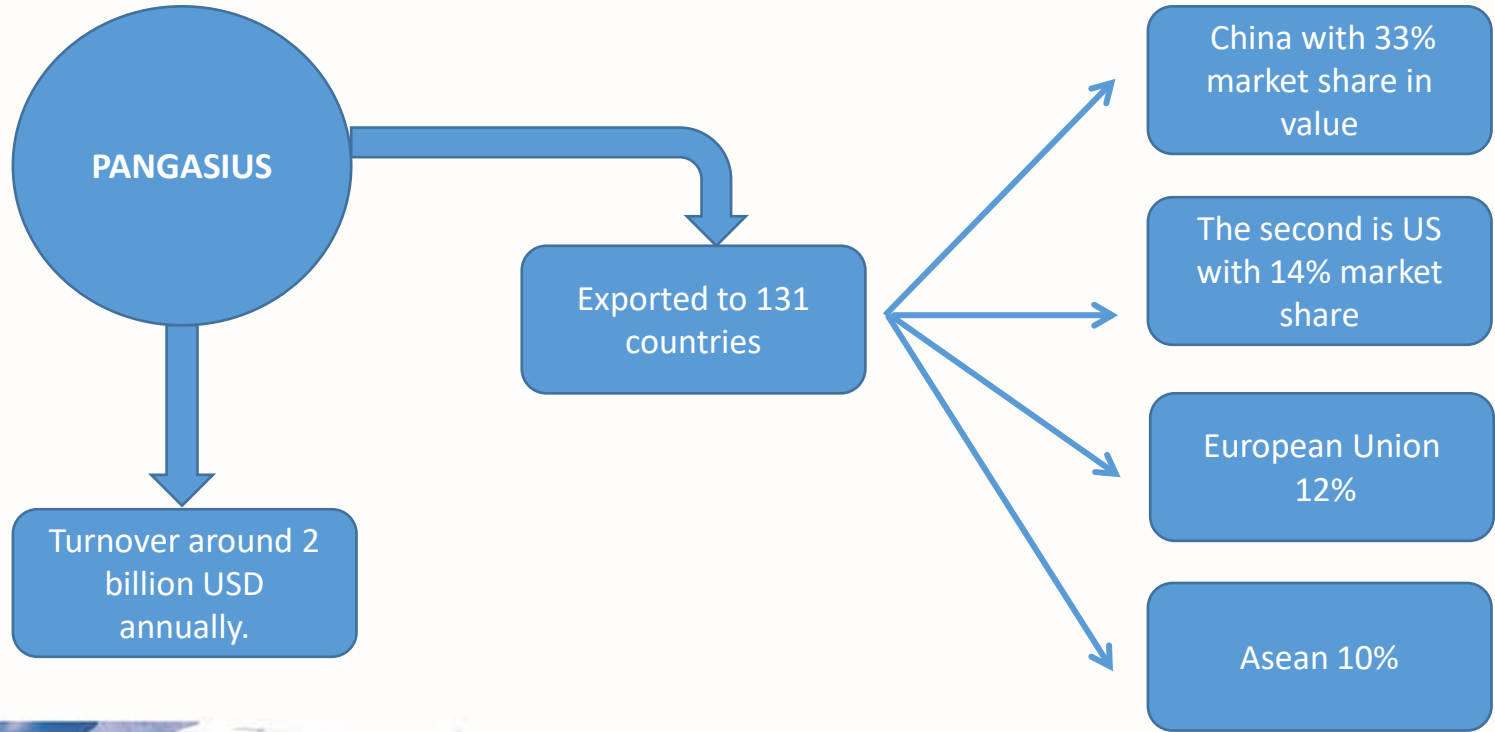 PANGASIUS
Turnover around 2
billion USD
annually.
Exported to 131
countries
China with 33%
market share in
value
The second is US
with 14% market
share
European Union
12%
Asean 10%